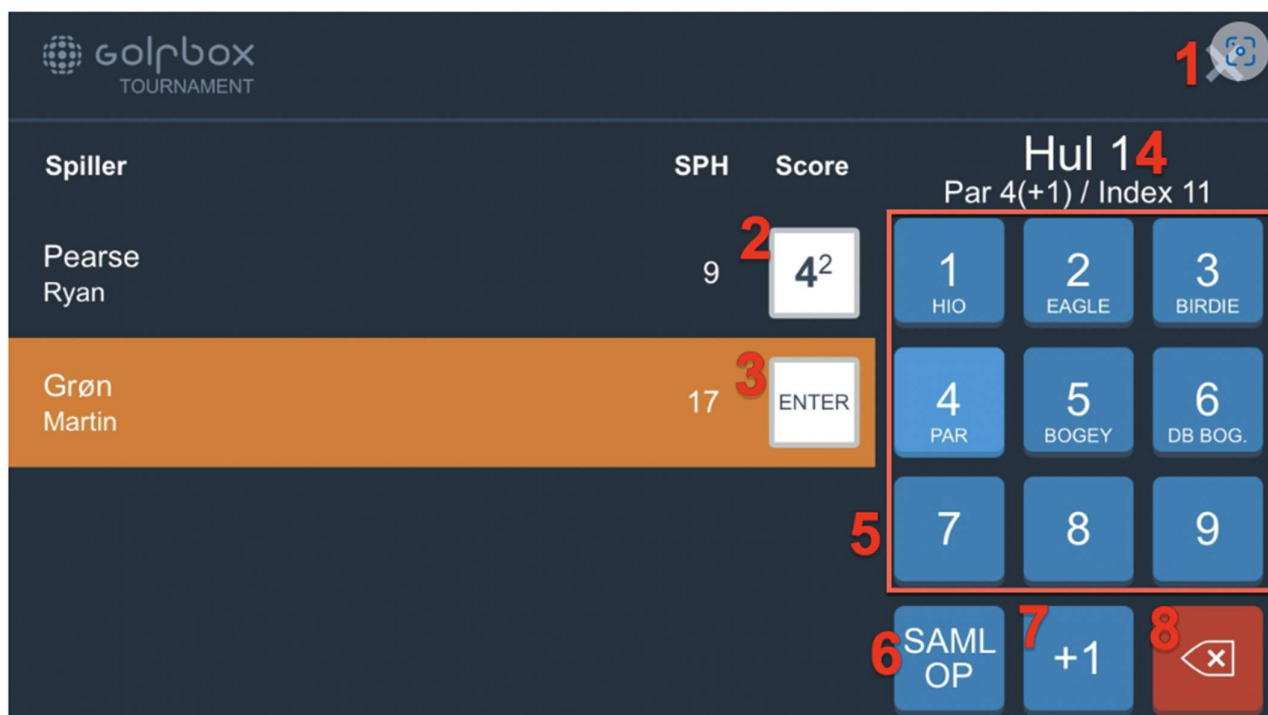 GOLFBOX
TOURNAMENT
1
Spiller SPH Score
Hul 1 4
Par 4(+1) / Index 11
Pearse
Ryan
9
2
4²
1
HIO
2
EAGLE
3
BIRDIE
Grøn
Martin
17
3
ENTER
4
PAR
5
BOGEY
6
DB BOG.
5
7
8
9
6
SAML
OP
7
+1
8